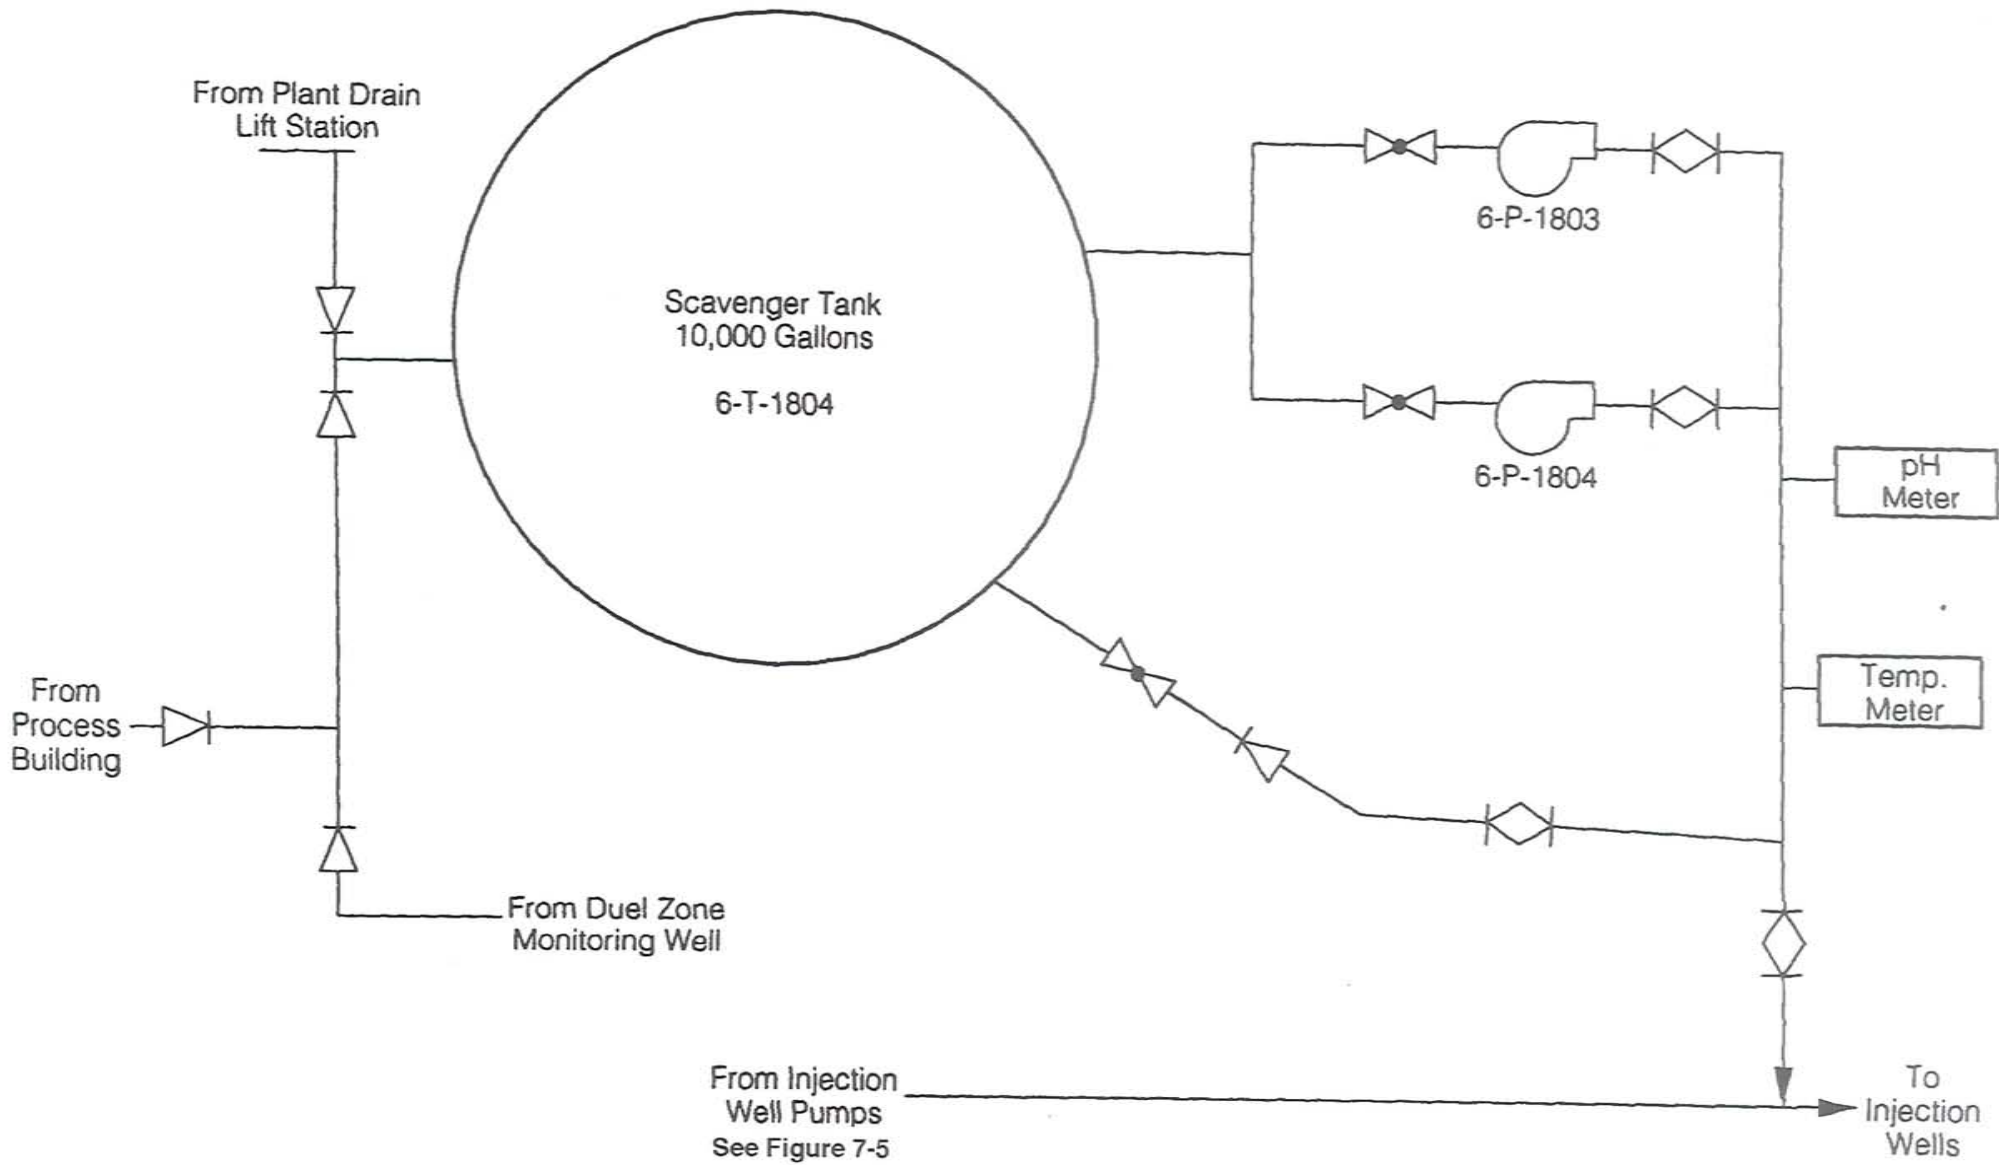 From Plant Drain
Lift Station
Scavenger Tank
10,000 Gallons
6-T-1804
6-P-1803
6-P-1804
pH
Meter
Temp.
Meter
From
Process
Building
From Duel Zone
Monitoring Well
From Injection
Well Pumps
See Figure 7-5
To
Injection
Wells